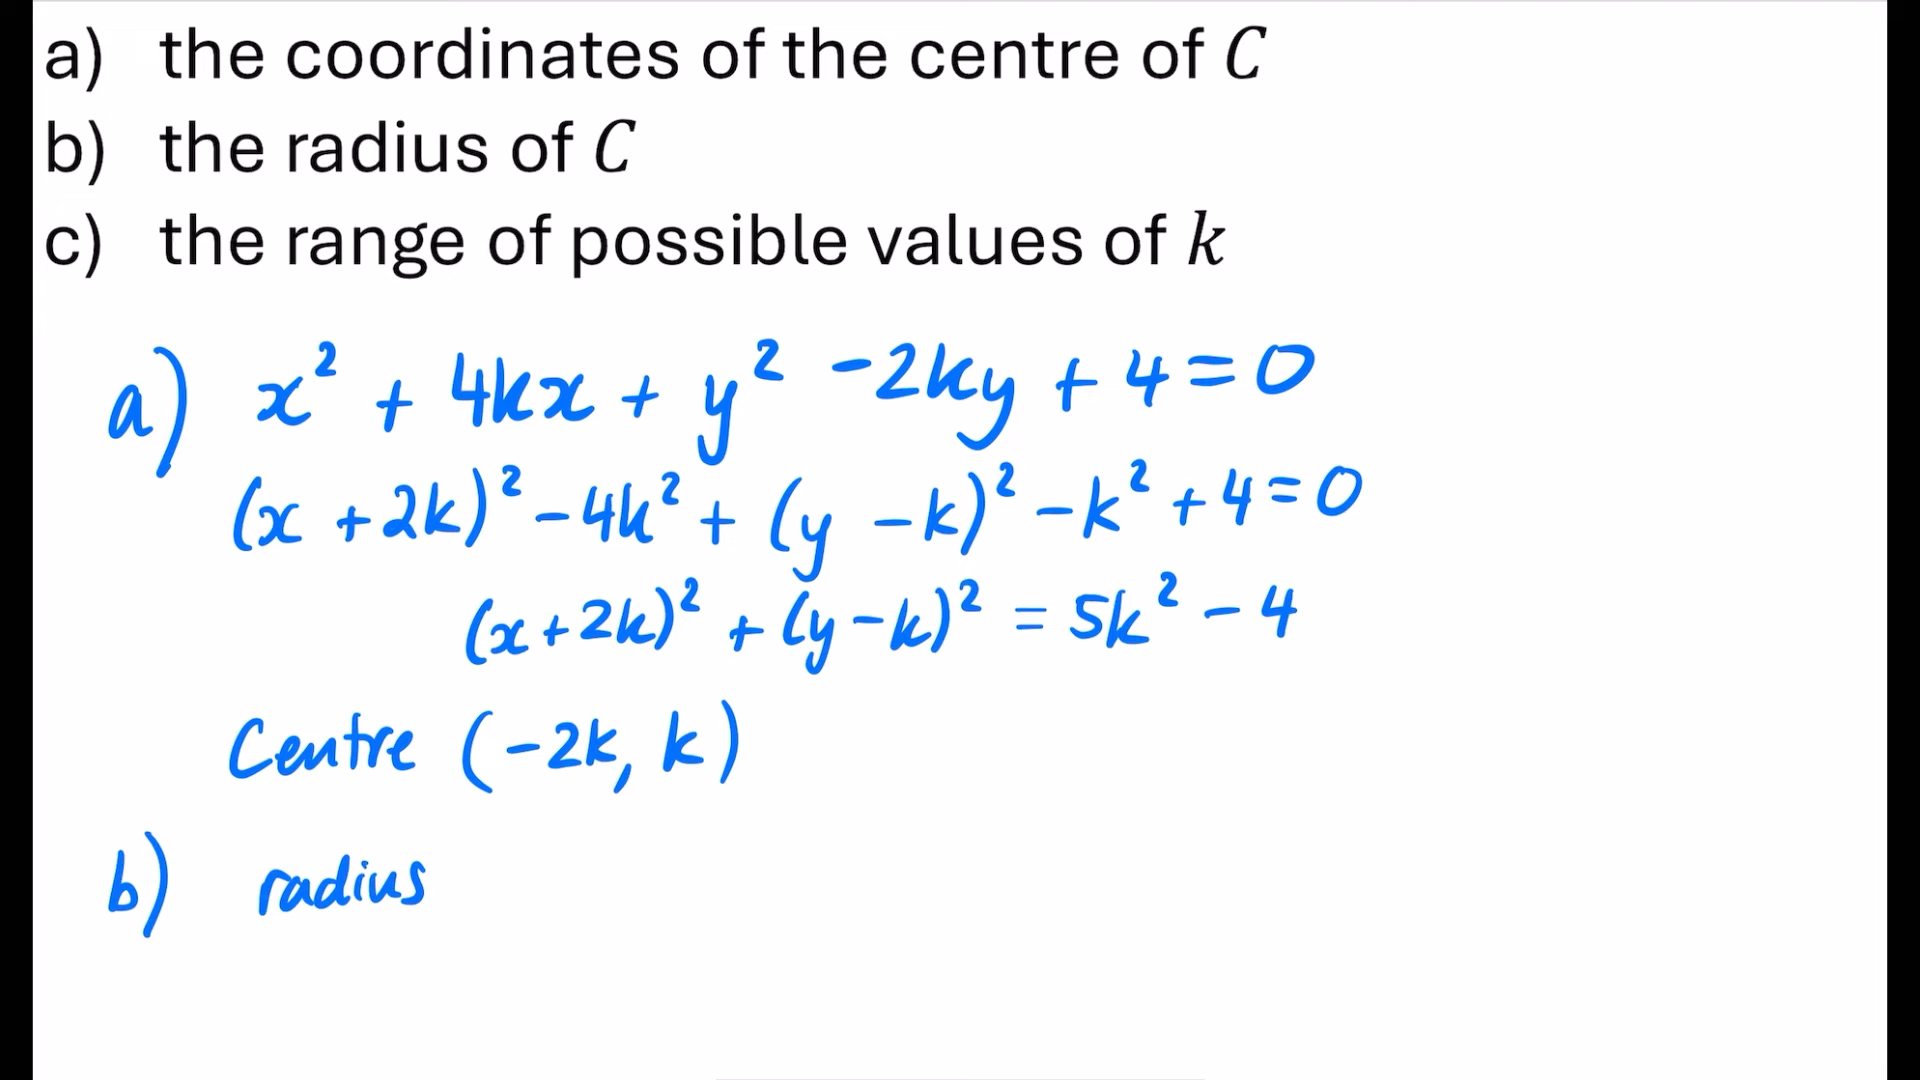 a) the coordinates of the centre of C
b) the radius of C
c) the range of possible values of k
a) x² + 4kx + y² -2ky + 4 = 0
(x +2k)² - 4k² + (y -k)² -k² +4=0
(x+2k)² + (y-k)² = 5k² - 4
Centre (-2k, k)
b) radius